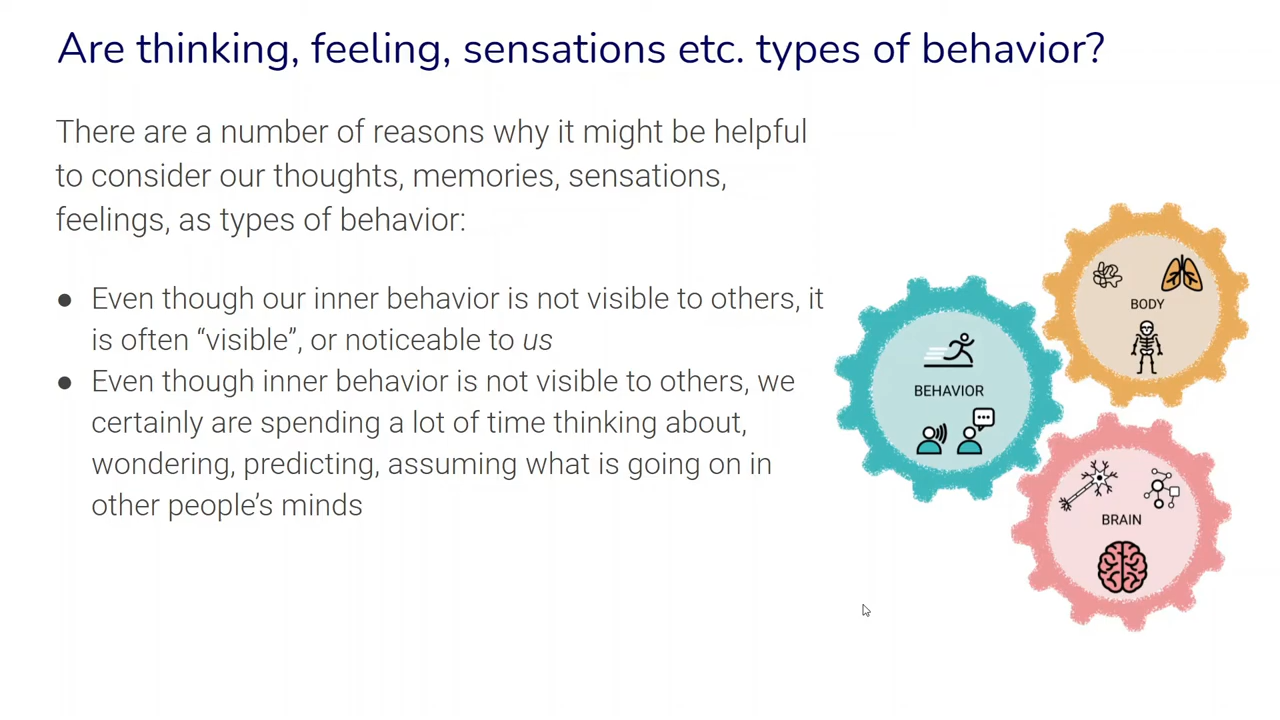 Are thinking, feeling, sensations etc. types of behavior?
There are a number of reasons why it might be helpful
to consider our thoughts, memories, sensations,
feelings, as types of behavior:
● Even though our inner behavior is not visible to others, it
is often “visible”, or noticeable to us
● Even though inner behavior is not visible to others, we
certainly are spending a lot of time thinking about,
wondering, predicting, assuming what is going on in
other people’s minds
BODY
BEHAVIOR
BRAIN